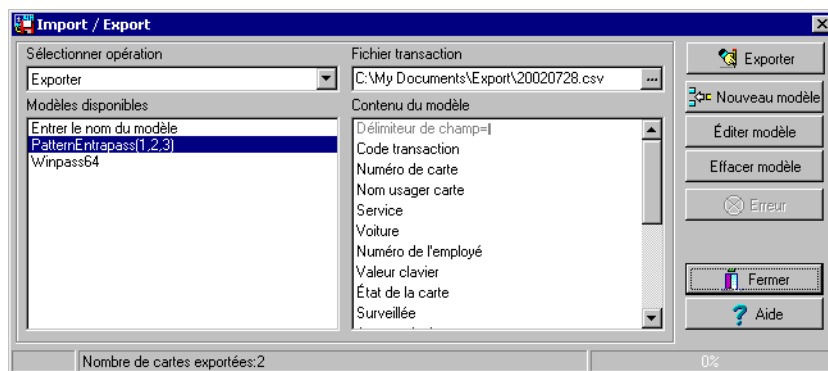 Import / Export
Sélectionner opération
Exporter
Modèles disponibles
Entrer le nom du modèle
PatternEntrapass(1,2,3)
Winpass64
Fichier transaction
C:\My Documents\Export\20020728.csv
...
Contenu du modèle
Délimiteur de champ=|
Code transaction
Numéro de carte
Nom usager carte
Service
Voiture
Numéro de l'employé
Valeur clavier
État de la carte
Surveillée
Exporter
Nouveau modèle
Éditer modèle
Effacer modèle
Erreur
Fermer
Aide
Nombre de cartes exportées:2
0%